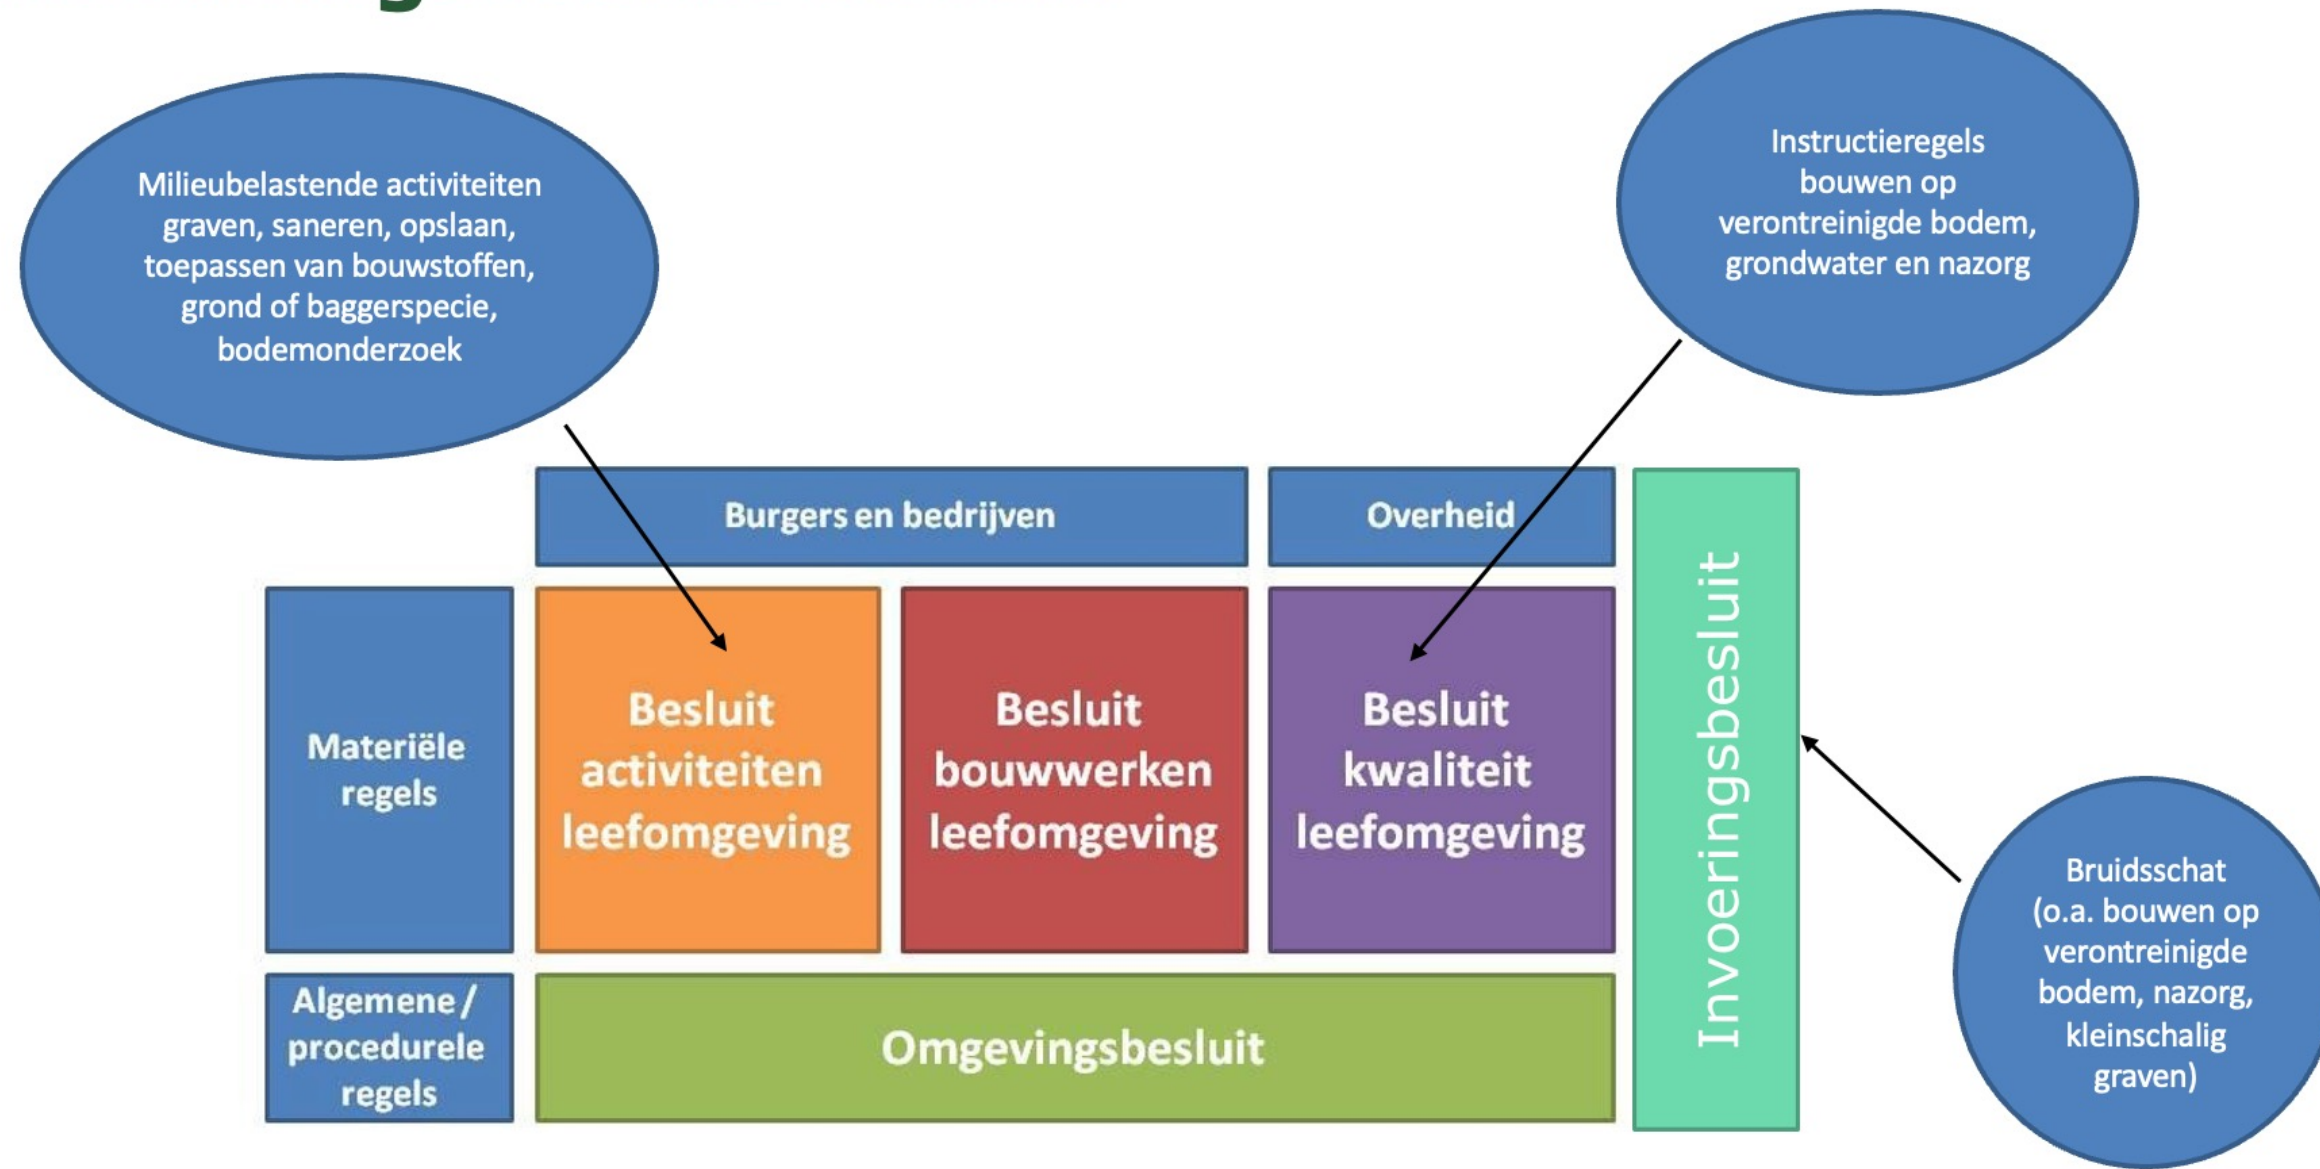 Milieubelastende activiteiten
graven, saneren, opslaan,
toepassen van bouwstoffen,
grond of baggerspecie,
bodemonderzoek
Instructieregels
bouwen op
verontreinigde bodem,
grondwater en nazorg
Burgers en bedrijven
Overheid
Materiële
regels
Besluit
activiteiten
leefomgeving
Besluit
bouwwerken
leefomgeving
Besluit
kwaliteit
leefomgeving
Invoeringsbesluit
Bruidsschat
(o.a. bouwen op
verontreinigde
bodem, nazorg,
kleinschalig
graven)
Algemene /
procedurele
regels
Omgevingsbesluit